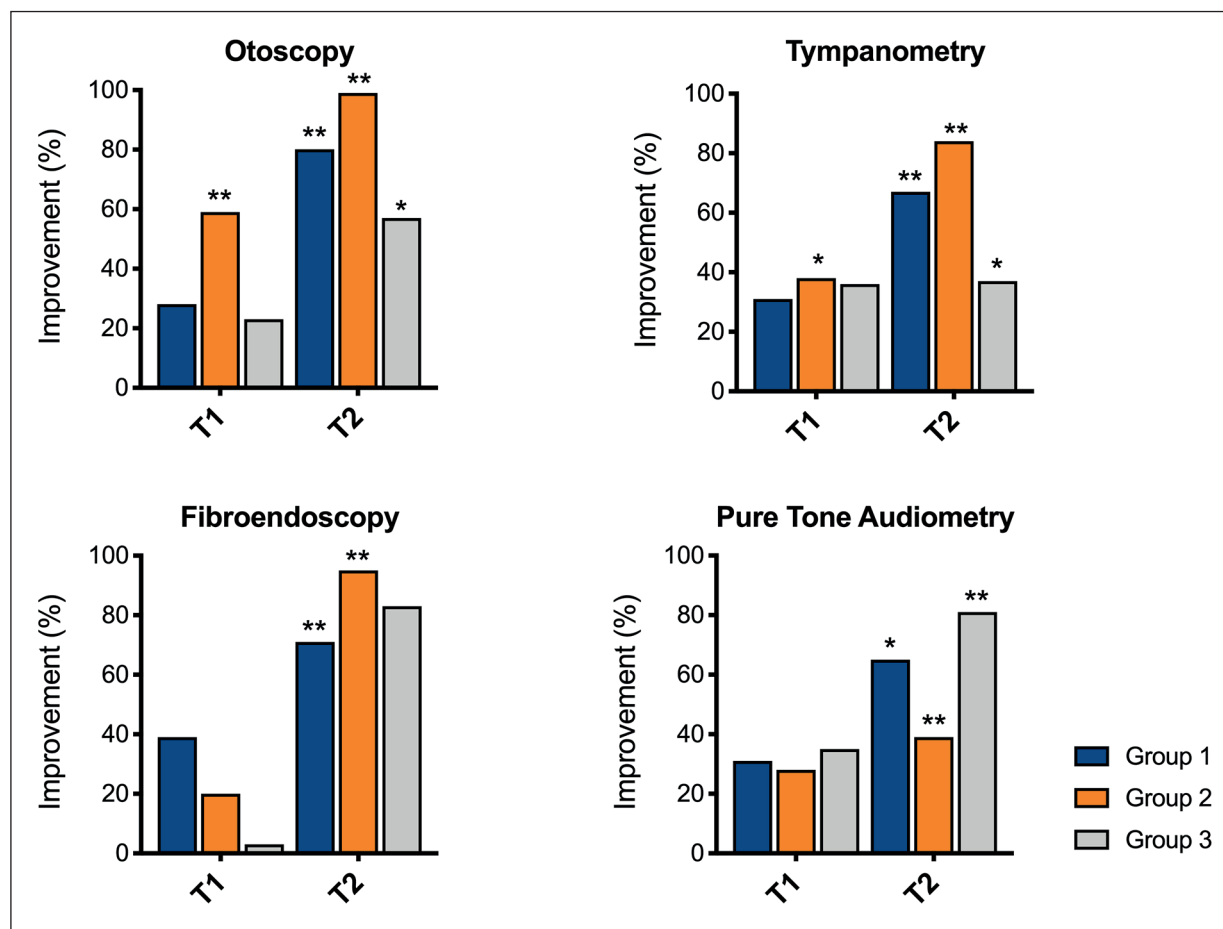 Otoscopy
Improvement (%)
100
80
60
40
20
0
**
**
**
*
T1
T2
Tympanometry
Improvement (%)
100
80
60
40
20
0
*
**
**
*
T1
T2
Fibroendoscopy
Improvement (%)
100
80
60
40
20
0
**
**
T1
T2
Pure Tone Audiometry
Improvement (%)
100
80
60
40
20
0
*
**
**
T1
T2
Group 1
Group 2
Group 3